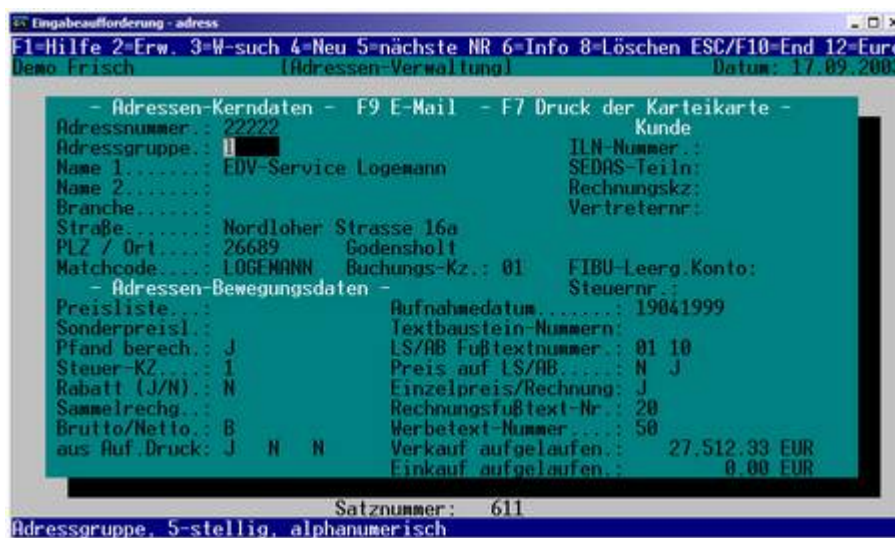 Eingabeaufforderung - adress
F1=Hilfe 2=Erw. 3=W-such 4=Neu 5=nächste NR 6=Info 8=Löschen ESC/F10=End 12=Euro
Demo Frisch [Adressen-Verwaltung] Datum: 17.09.200
- Adressen-Kerndaten - F9 E-Mail - F7 Druck der Karteikarte -
Adressnummer.: 22222 Kunde
Adressgruppe.: 1 ILN-Nummer.:
Name 1.......: EDV-Service Logemann SEDAS-Teiln:
Name 2.......: Rechnungskz:
Branche......: Vertreternr:
Straße.......: Nordloher Strasse 16a
PLZ / Ort....: 26689 Godensholt
Matchcode....: LOGEMANN Buchungs-Kz.: 01 FIBU-Leerg.Konto:
- Adressen-Bewegungsdaten - Steuernr.:
Preisliste...: Aufnahmedatum.......: 19041999
Sonderpreisl.: Textbaustein-Nummern:
Pfand berech.: J LS/AB Fußtextnummer.: 01 10
Steuer-KZ....: 1 Preis auf LS/AB.....: N J
Rabatt (J/N).: N Einzelpreis/Rechnung: J
Sammelrechg..: Rechnungsfußtext-Nr.: 20
Brutto/Netto.: B Werbetext-Nummer....: 50
aus Auf.Druck: J N N Verkauf aufgelaufen.: 27.512.33 EUR
Einkauf aufgelaufen.: 0.00 EUR
Satznummer: 611
Adressgruppe, 5-stellig, alphanumerisch